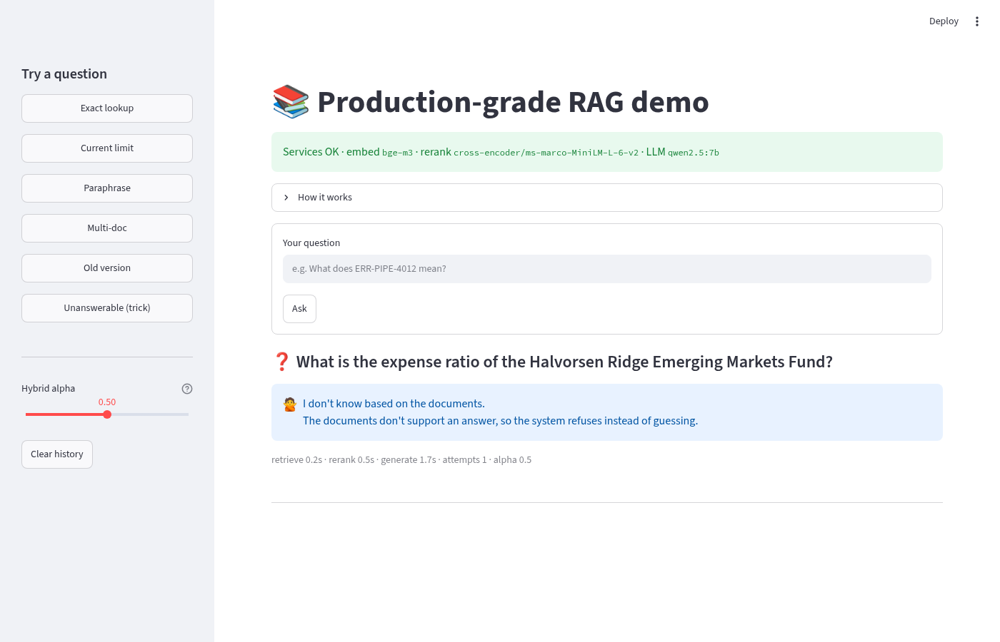 Deploy
Try a question
Exact lookup
Current limit
Paraphrase
Multi-doc
Old version
Unanswerable (trick)
Hybrid alpha
0.50
Clear history
📚 Production-grade RAG demo
Services OK · embed bge-m3 · rerank cross-encoder/ms-marco-MiniLM-L-6-v2 · LLM qwen2.5:7b
How it works
Your question
e.g. What does ERR-PIPE-4012 mean?
Ask
❓ What is the expense ratio of the Halvorsen Ridge Emerging Markets Fund?
🙅 I don't know based on the documents.
The documents don't support an answer, so the system refuses instead of guessing.
retrieve 0.2s · rerank 0.5s · generate 1.7s · attempts 1 · alpha 0.5